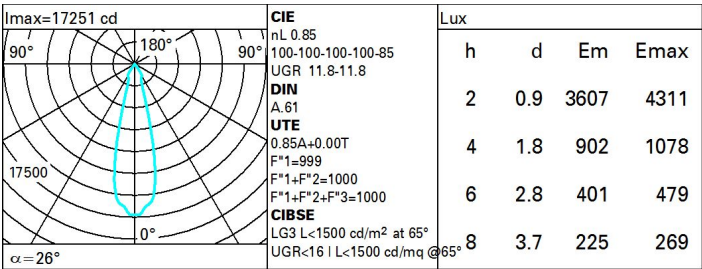 Imax=17251 cd
90°
180°
90°
17500
0°
α=26°
CIE
nL 0.85
100-100-100-100-85
UGR 11.8-11.8
DIN
A.61
UTE
0.85A+0.00T
F"1=999
F"1+F"2=1000
F"1+F"2+F"3=1000
CIBSE
LG3 L<1500 cd/m² at 65°
UGR<16 | L<1500 cd/mq @65°
Lux
h d Em Emax
2 0.9 3607 4311
4 1.8 902 1078
6 2.8 401 479
8 3.7 225 269